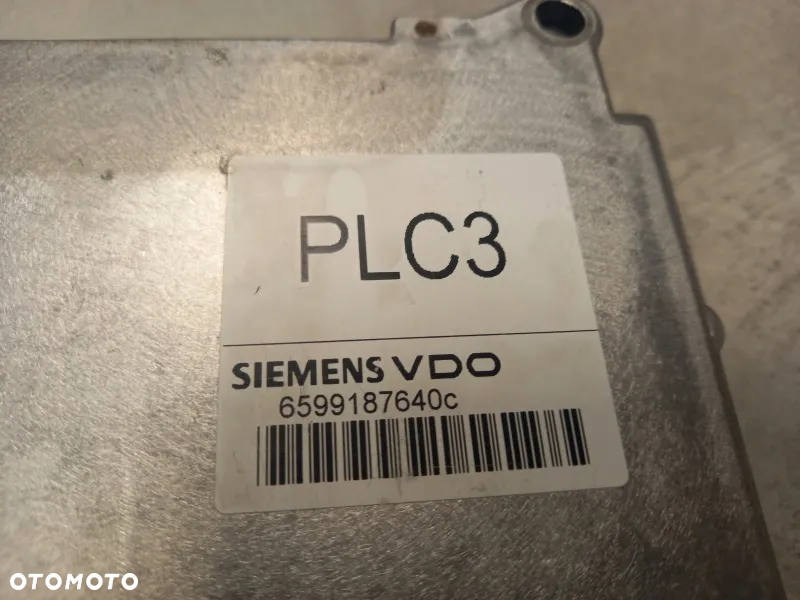 PLC3
SIEMENS VDO
6599187640c
OTOMOTO